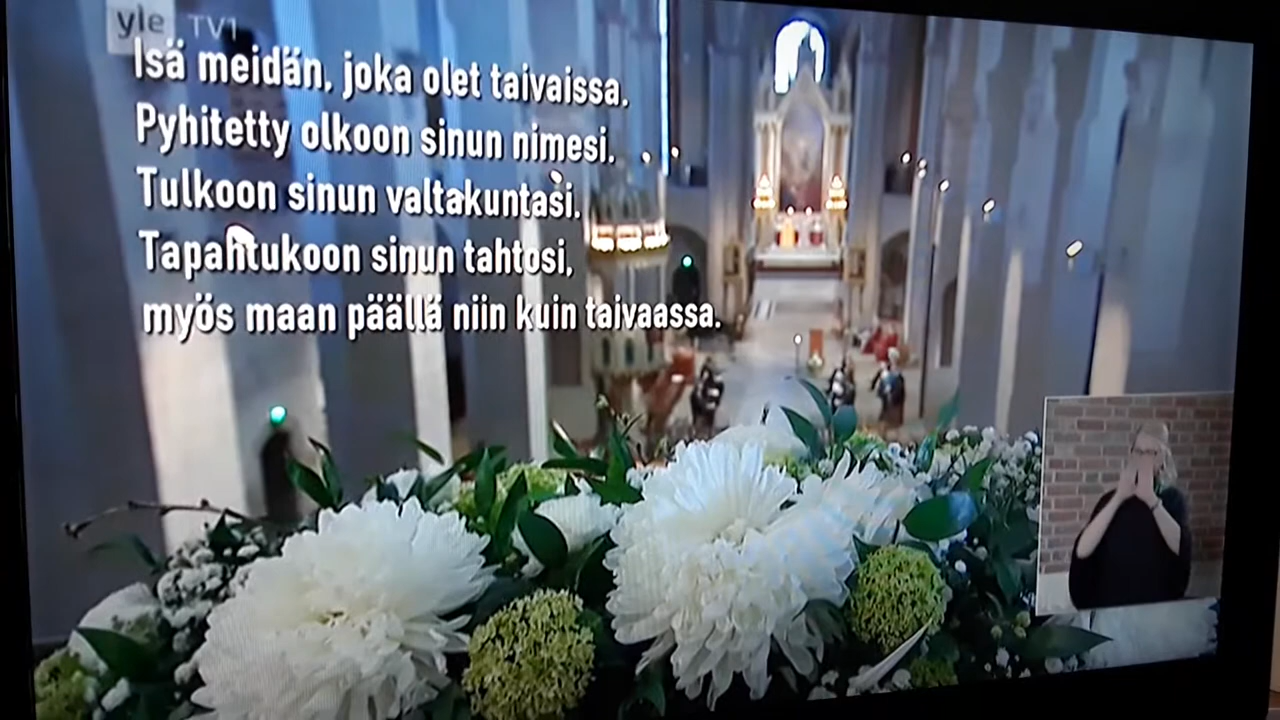 yle TV1
Isä meidän, joka olet taivaissa.
Pyhitetty olkoon sinun nimesi.
Tulkoon sinun valtakuntasi.
Tapahtukoon sinun tahtosi,
myös maan päällä niin kuin taivaassa.